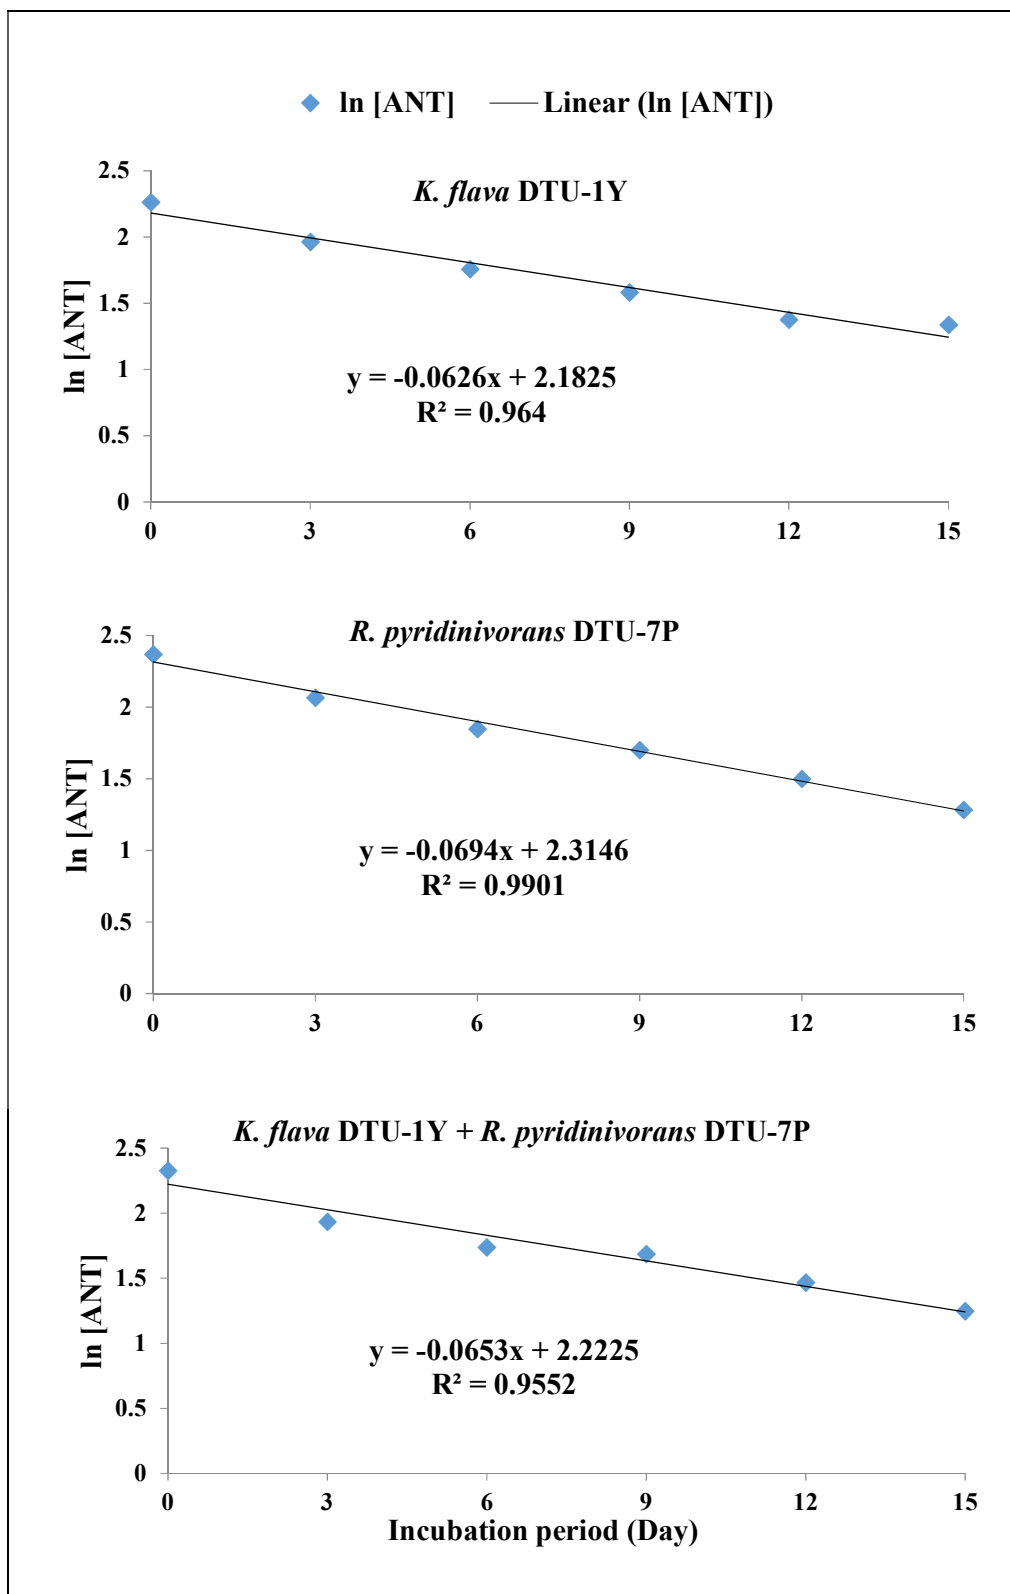 ln [ANT] Linear (ln [ANT])
K. flava DTU-1Y
2.5
2
1.5
1
0.5
0
ln [ANT]
y = -0.0626x + 2.1825
R² = 0.964
0 3 6 9 12 15
R. pyridinivorans DTU-7P
2.5
2
1.5
1
0.5
0
ln [ANT]
y = -0.0694x + 2.3146
R² = 0.9901
0 3 6 9 12 15
K. flava DTU-1Y + R. pyridinivorans DTU-7P
2.5
2
1.5
1
0.5
0
ln [ANT]
y = -0.0653x + 2.2225
R² = 0.9552
0 3 6 9 12 15
Incubation period (Day)